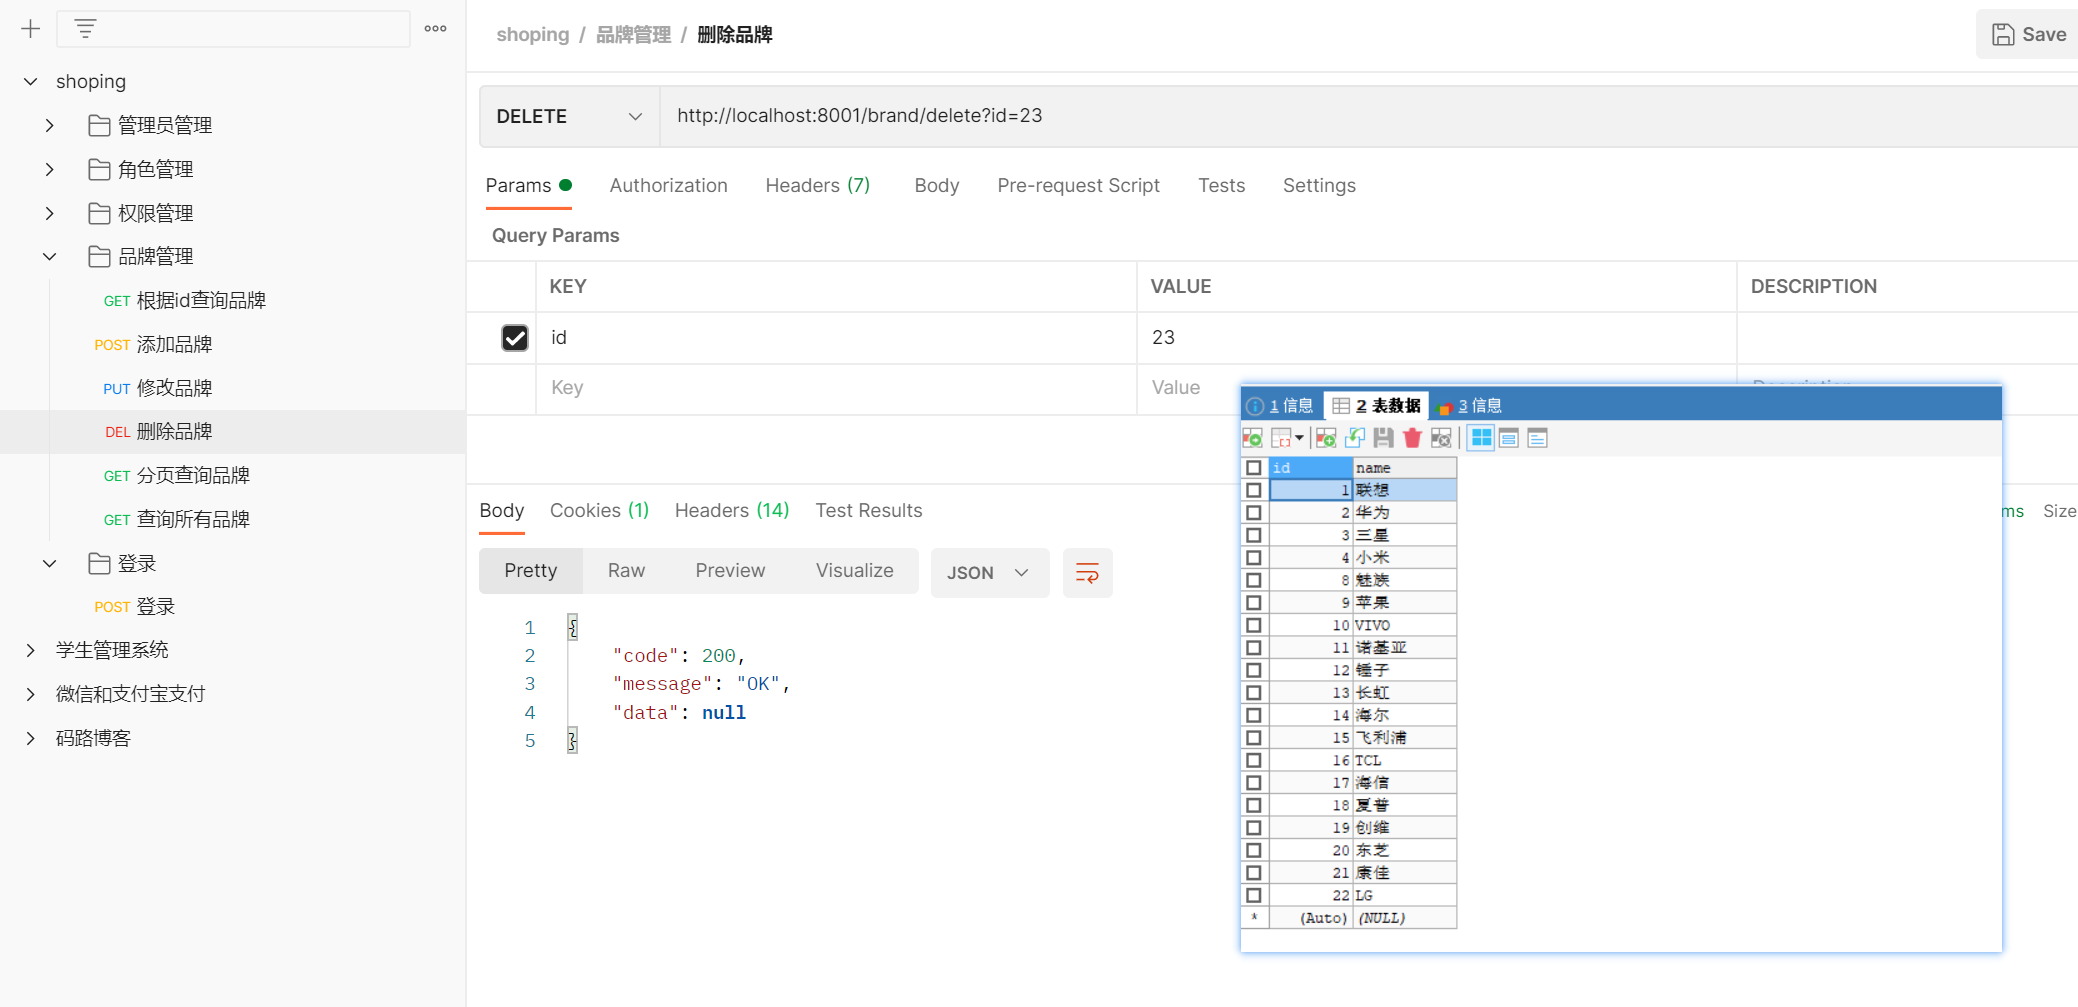 shoping
管理员管理
角色管理
权限管理
品牌管理
GET 根据id查询品牌
POST 添加品牌
PUT 修改品牌
DEL 删除品牌
GET 分页查询品牌
GET 查询所有品牌
登录
POST 登录
学生管理系统
微信和支付宝支付
码路博客
shoping / 品牌管理 / 删除品牌
Save
DELETE http://localhost:8001/brand/delete?id=23
Params Authorization Headers (7) Body Pre-request Script Tests Settings
Query Params
KEY VALUE DESCRIPTION
id 23
Key Value
Body Cookies (1) Headers (14) Test Results
ms Size
Pretty Raw Preview Visualize JSON
1 {
2 "code": 200,
3 "message": "OK",
4 "data": null
5 }
1 信息 2 表数据 3 信息
id name
1 联想
2 华为
3 三星
4 小米
8 魅族
9 苹果
10 VIVO
11 诺基亚
12 锤子
13 长虹
14 海尔
15 飞利浦
16 TCL
17 海信
18 夏普
19 创维
20 东芝
21 康佳
22 LG
* (Auto) (NULL)